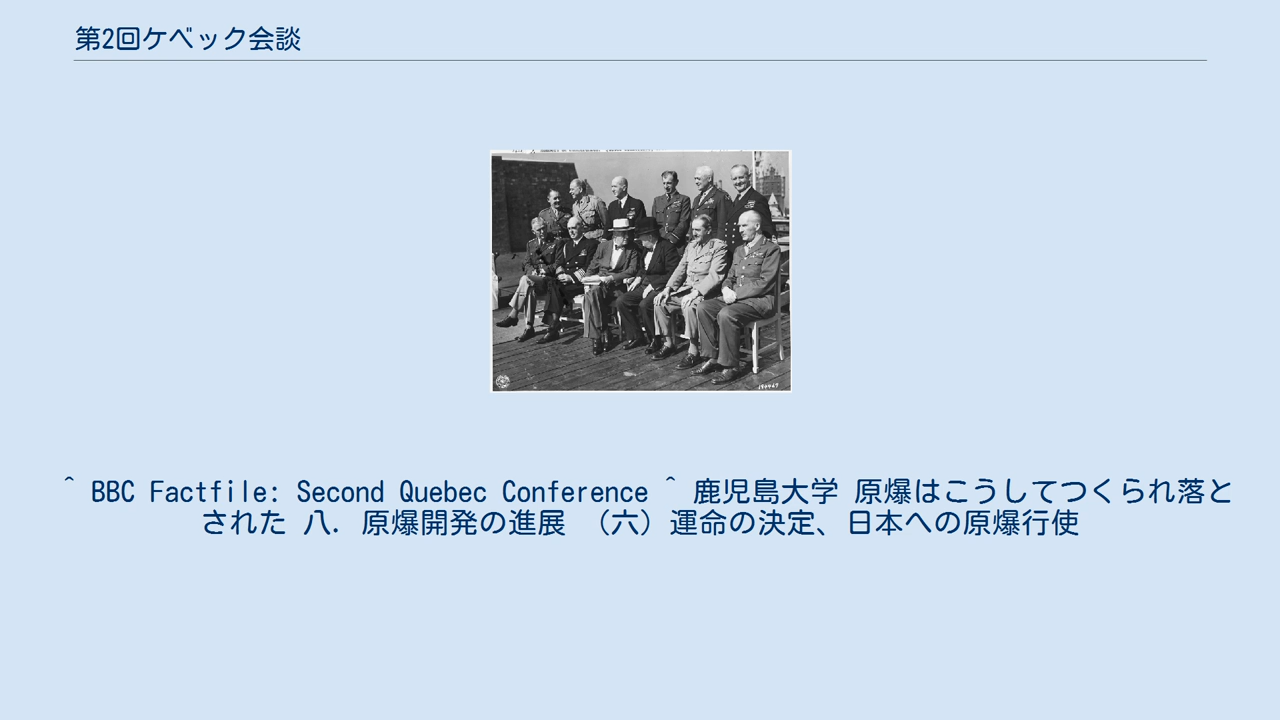 第2回ケベック会談
^ BBC Factfile: Second Quebec Conference ^ 鹿児島大学 原爆はこうしてつくられ落と
された 八. 原爆開発の進展 （六）運命の決定、日本への原爆行使